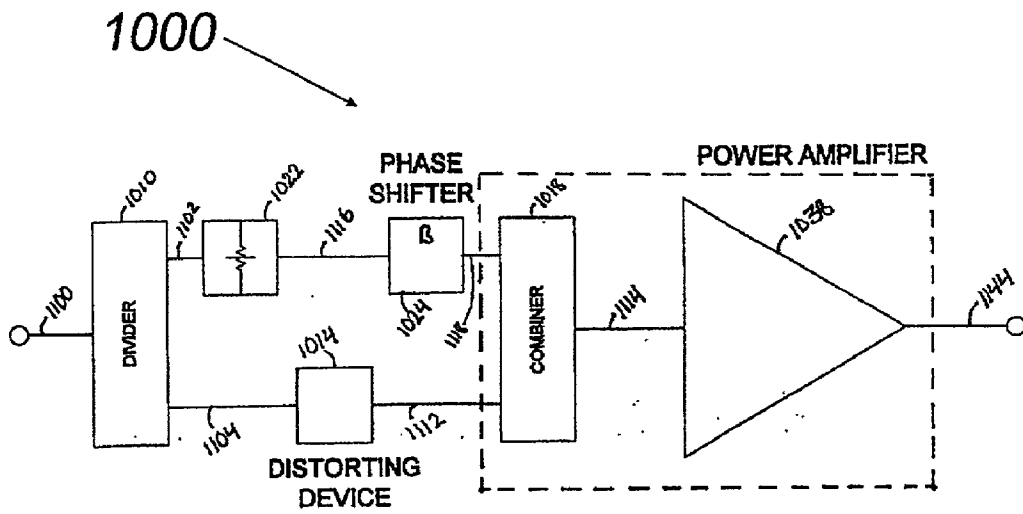 1000
PHASE
SHIFTER
POWER AMPLIFIER
1010
1102
1022
1116
ß
1018
1038
1100
DIVIDER
1024
1118
COMBINER
1114
1144
1014
1104
1112
DISTORTING
DEVICE